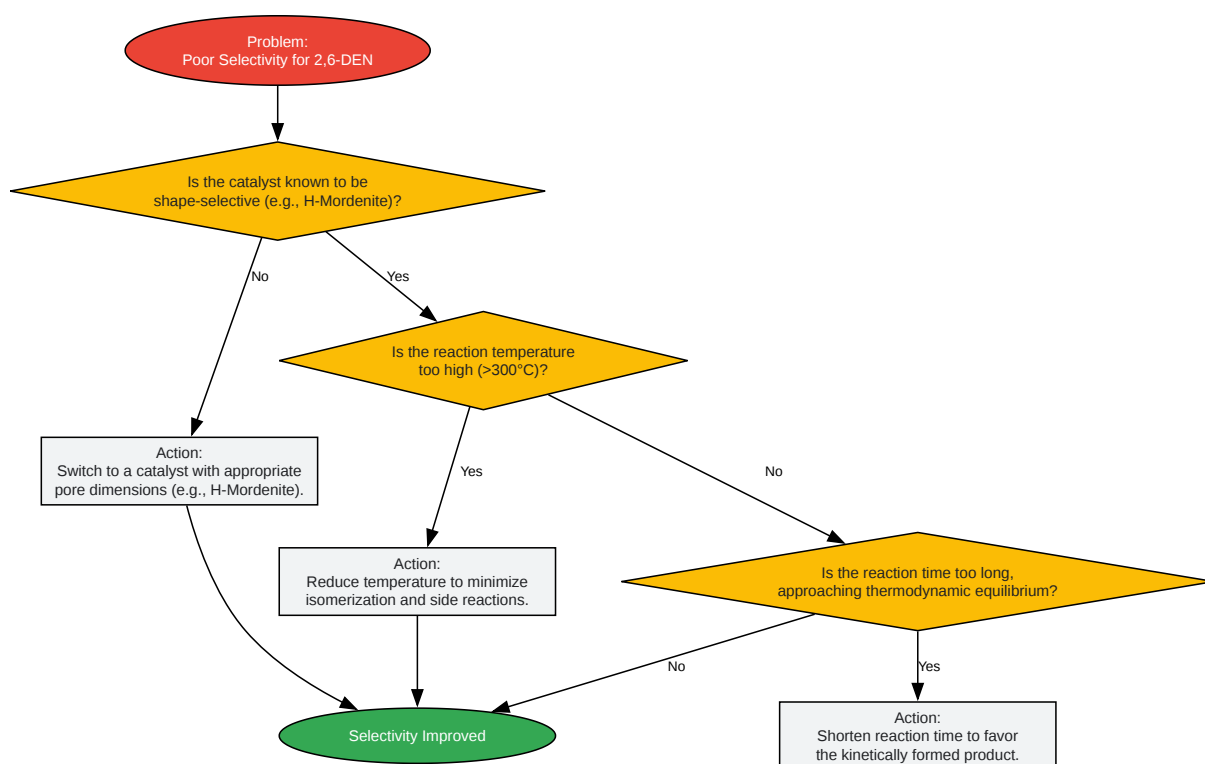 Problem:
Poor Selectivity for 2,6-DEN
Is the catalyst known to be
shape-selective (e.g., H-Mordenite)?
No
Yes
Is the reaction temperature
too high (>300°C)?
Action:
Switch to a catalyst with appropriate
pore dimensions (e.g., H-Mordenite).
Yes
No
Action:
Reduce temperature to minimize
isomerization and side reactions.
Is the reaction time too long,
approaching thermodynamic equilibrium?
No
Yes
Selectivity Improved
Action:
Shorten reaction time to favor
the kinetically formed product.